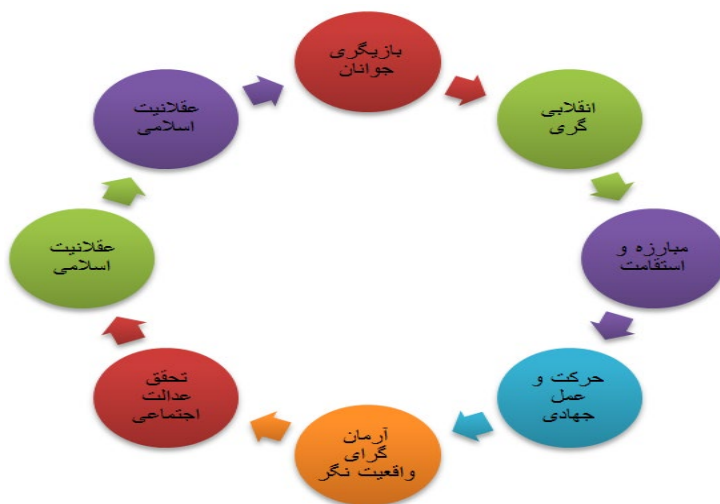 بازیگری
جوانان
انقلابی
گری
مبارزه و
استقامت
حرکت و
عمل
جهادی
آرمان
گرای
واقعیت نگر
تحقق
عدالت
اجتماعی
عقلانیت
اسلامی
عقلانیت
اسلامی